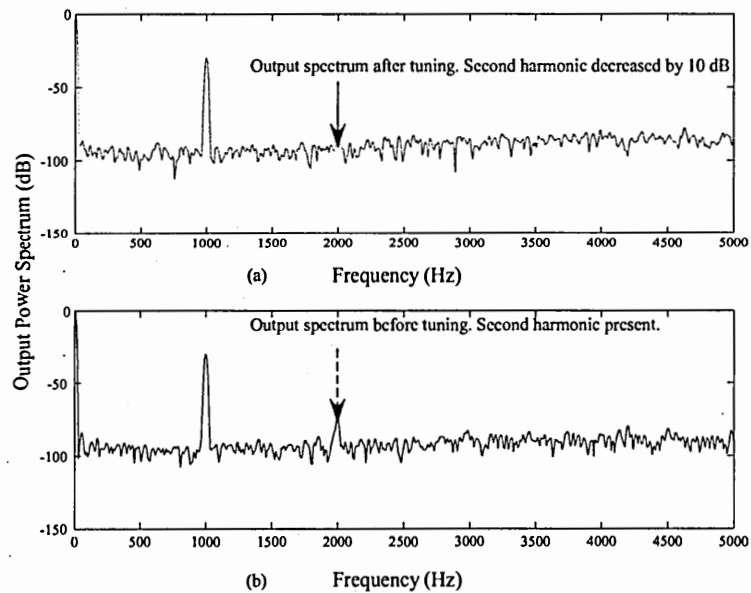 Output Power Spectrum (dB)
0
-50
-100
-150
Output spectrum after tuning. Second harmonic decreased by 10 dB
0 500 1000 1500 2000 2500 3000 3500 4000 4500 5000
(a) Frequency (Hz)
0
-50
-100
-150
Output spectrum before tuning. Second harmonic present.
0 500 1000 1500 2000 2500 3000 3500 4000 4500 5000
(b) Frequency (Hz)